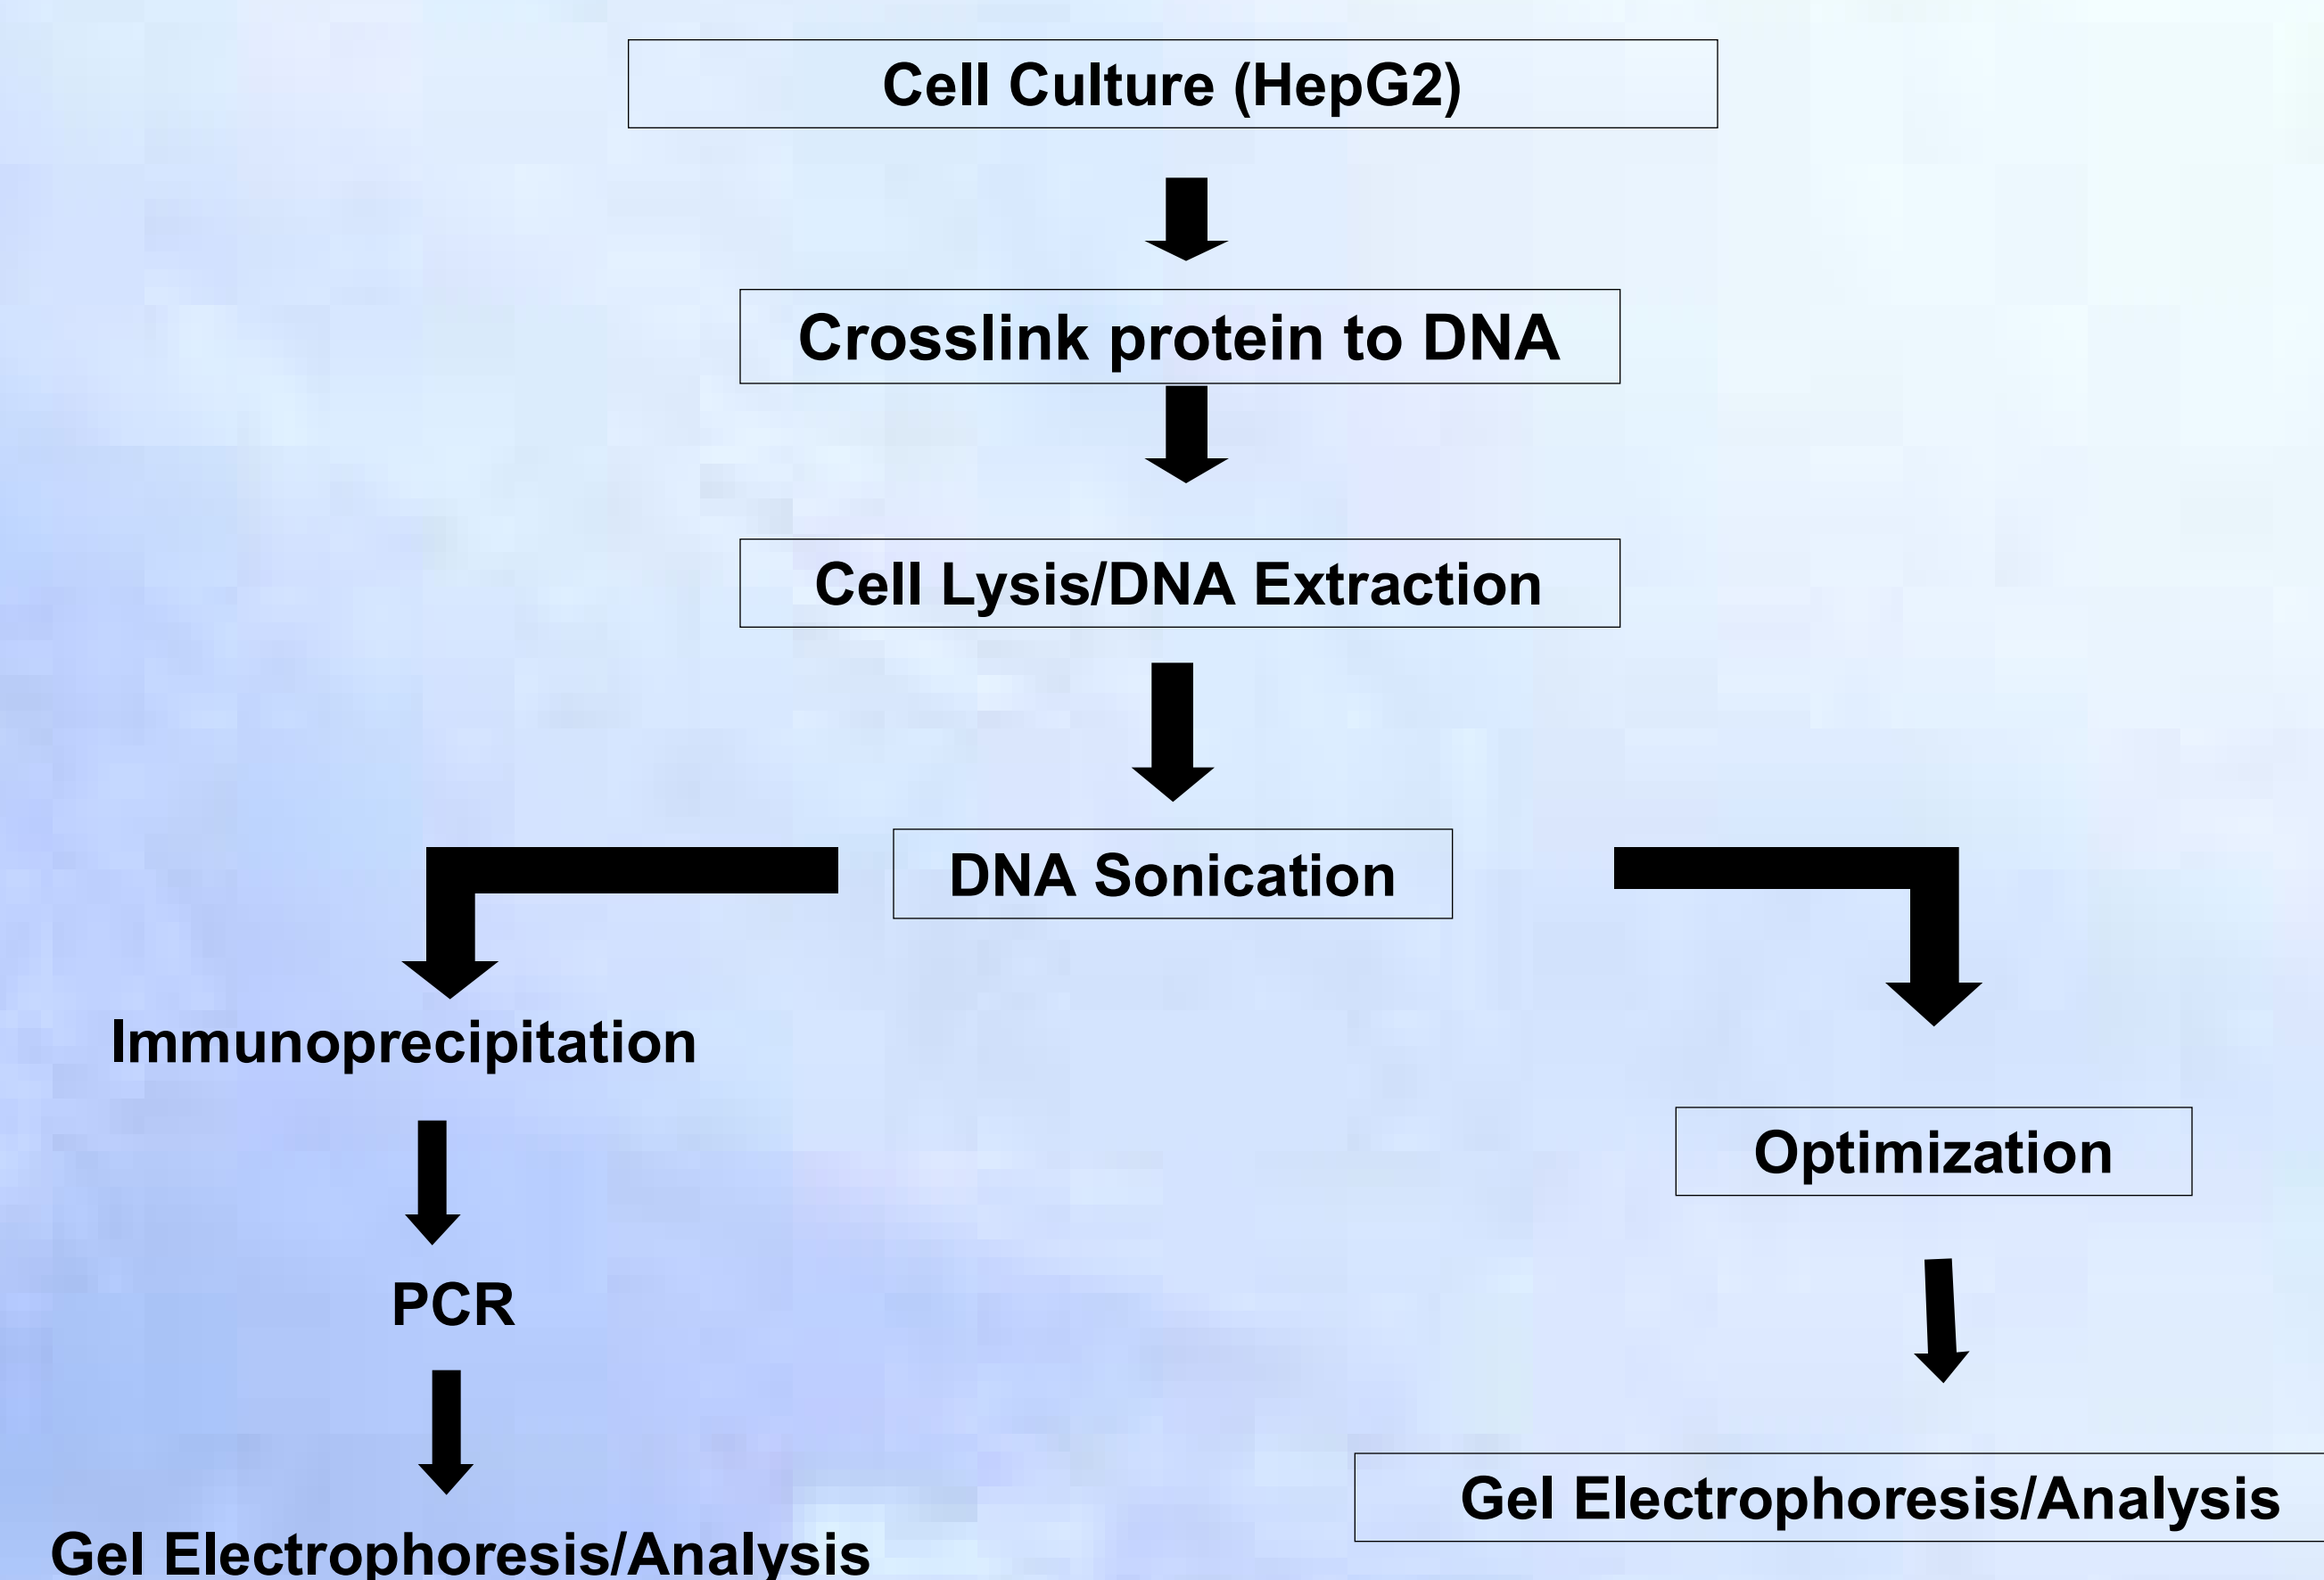 Cell Culture (HepG2)
Crosslink protein to DNA
Cell Lysis/DNA Extraction
DNA Sonication
Immunoprecipitation
Optimization
PCR
Gel Electrophoresis/Analysis
Gel Electrophoresis/Analysis